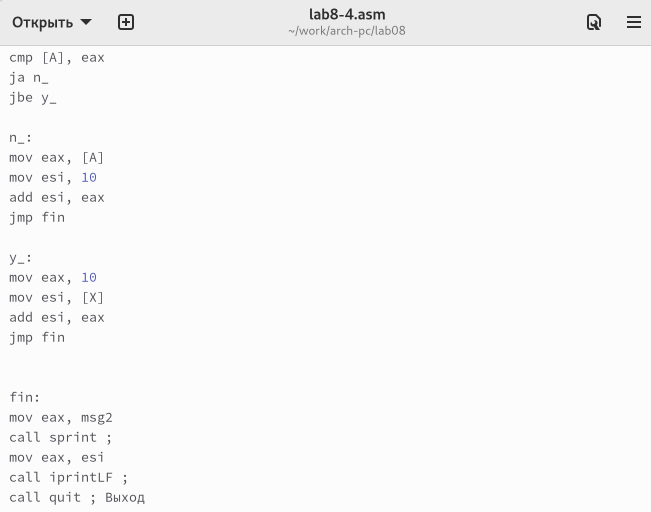 Открыть
lab8-4.asm
~/work/arch-pc/lab08
cmp [A], eax
ja n_
jbe y_
n_:
mov eax, [A]
mov esi, 10
add esi, eax
jmp fin
y_:
mov eax, 10
mov esi, [X]
add esi, eax
jmp fin
fin:
mov eax, msg2
call sprint ;
mov eax, esi
call iprintLF ;
call quit ; Выход